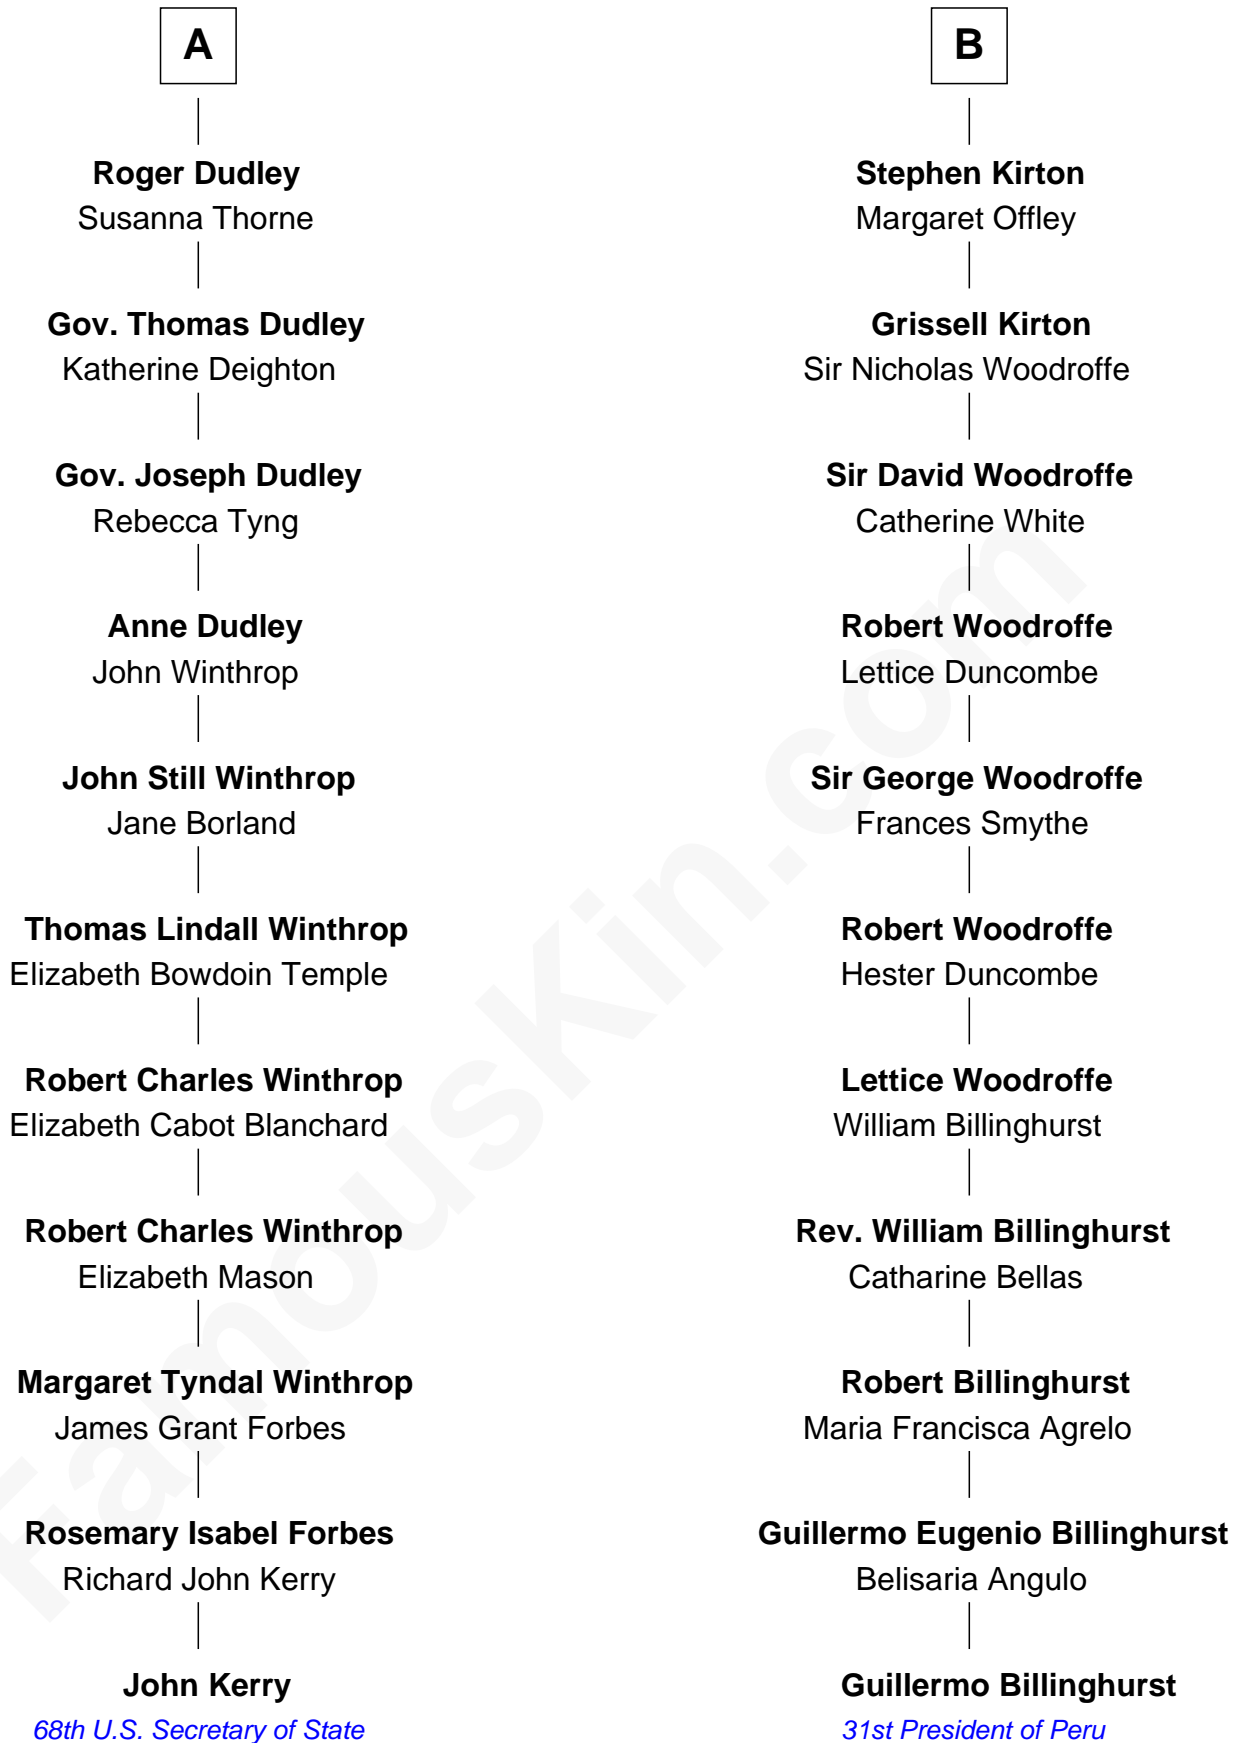 A
Roger Dudley
Susanna Thorne
Gov. Thomas Dudley
Katherine Deighton
Gov. Joseph Dudley
Rebecca Tyng
Anne Dudley
John Winthrop
John Still Winthrop
Jane Borland
Thomas Lindall Winthrop
Elizabeth Bowdoin Temple
Robert Charles Winthrop
Elizabeth Cabot Blanchard
Robert Charles Winthrop
Elizabeth Mason
Margaret Tyndal Winthrop
James Grant Forbes
Rosemary Isabel Forbes
Richard John Kerry
John Kerry
68th U.S. Secretary of State
B
Stephen Kirton
Margaret Offley
Grissell Kirton
Sir Nicholas Woodroffe
Sir David Woodroffe
Catherine White
Robert Woodroffe
Lettice Duncombe
Sir George Woodroffe
Frances Smythe
Robert Woodroffe
Hester Duncombe
Lettice Woodroffe
William Billinghurst
Rev. William Billinghurst
Catharine Bellas
Robert Billinghurst
Maria Francisca Agrelo
Guillermo Eugenio Billinghurst
Belisaria Angulo
Guillermo Billinghurst
31st President of Peru
FamousKin.com